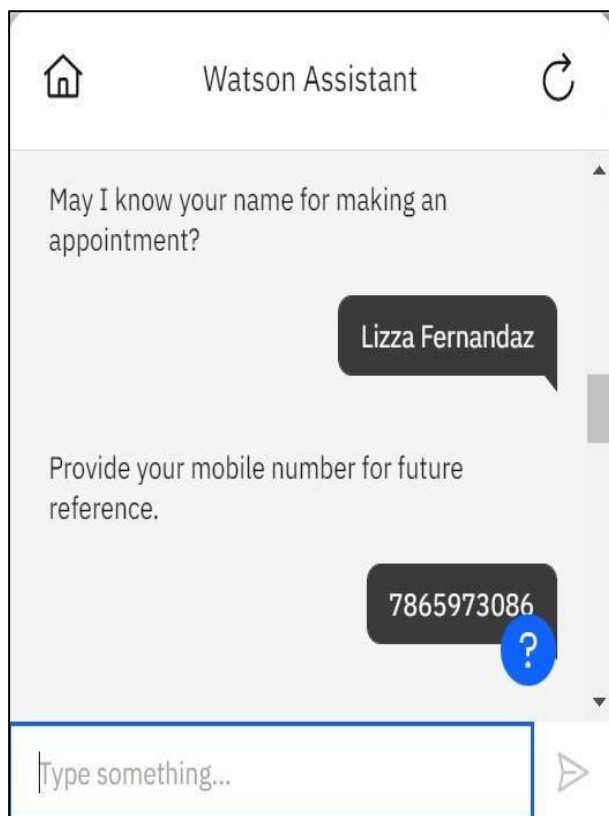 Watson Assistant
May I know your name for making an
appointment?
Lizza Fernandaz
Provide your mobile number for future
reference.
7865973086
?
Type something...